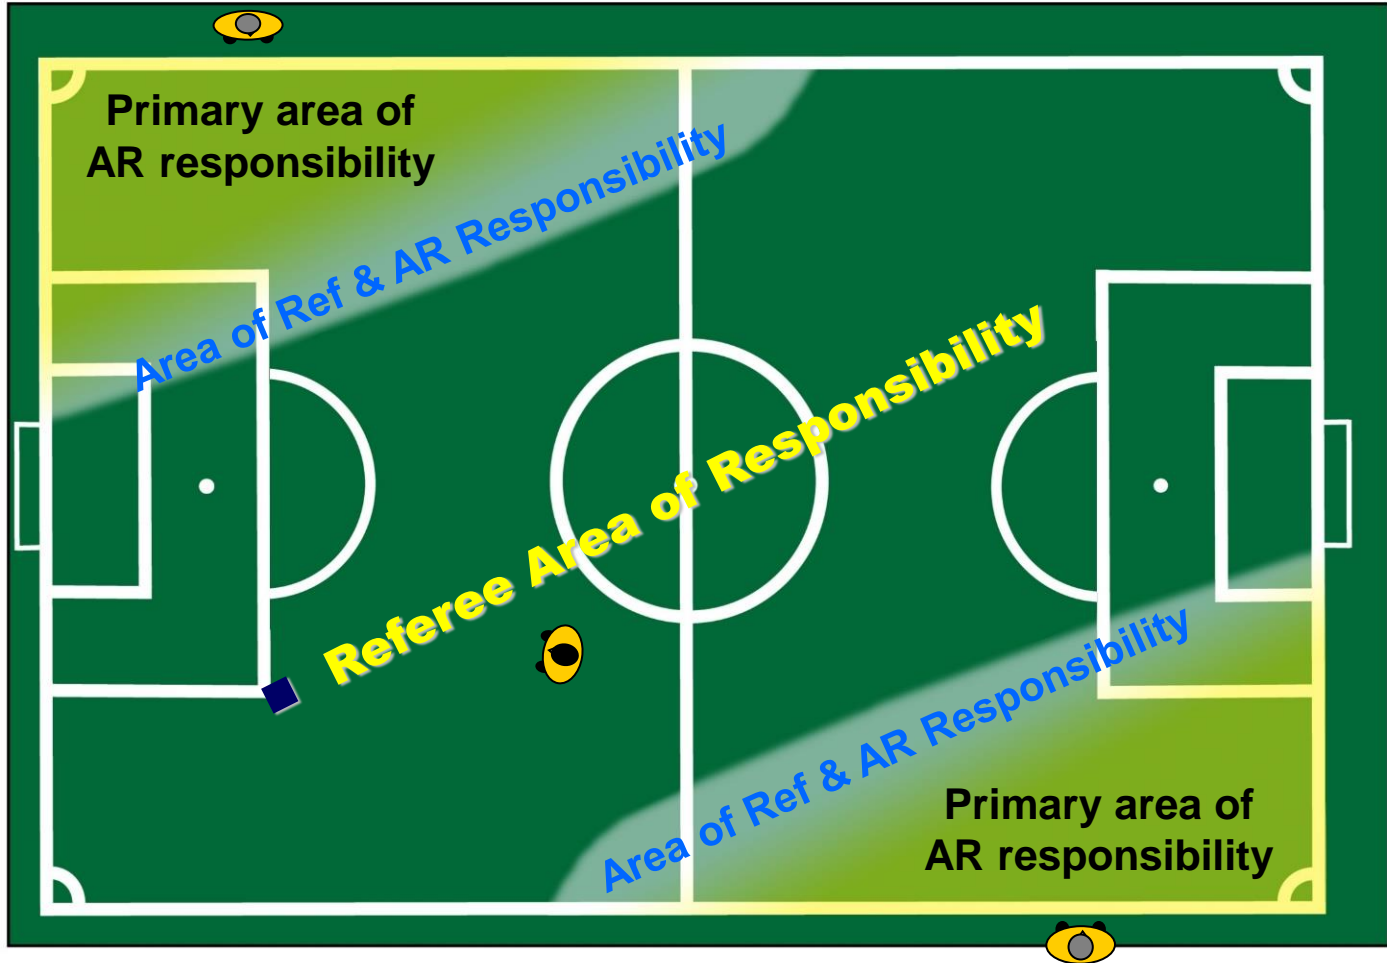 Primary area of
AR responsibility
Area of Ref & AR Responsibility
Referee Area of Responsibility
Area of Ref & AR Responsibility
Primary area of
AR responsibility